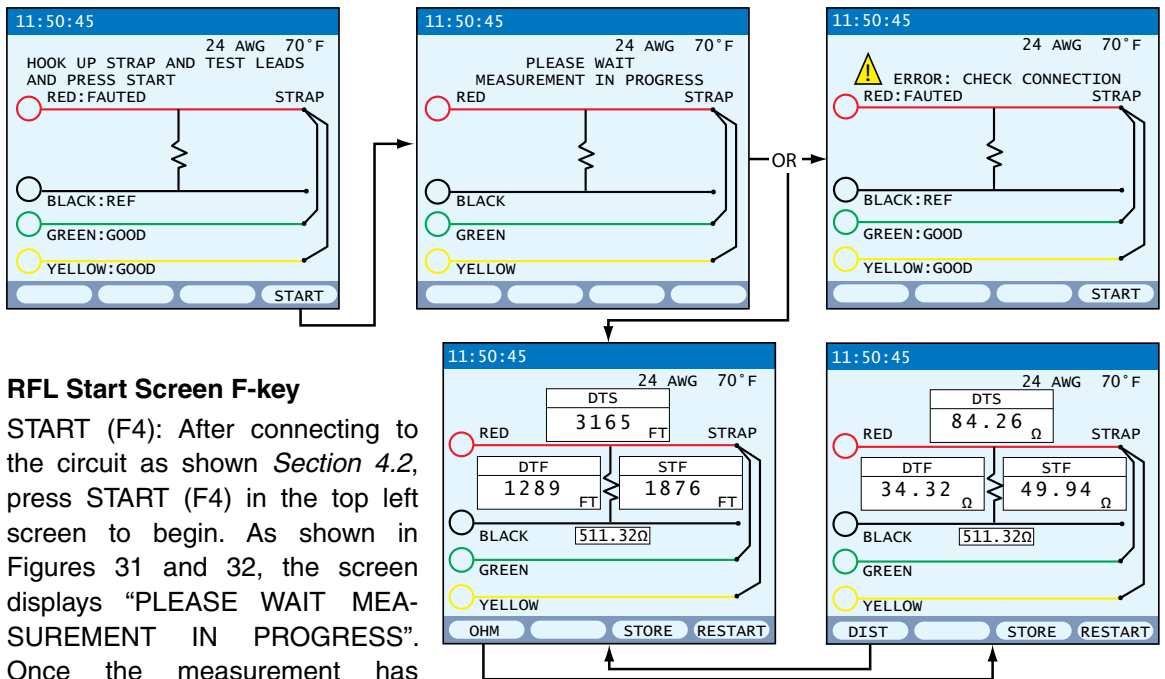 11:50:45
24 AWG 70°F
HOOK UP STRAP AND TEST LEADS
AND PRESS START
RED:FAUTED STRAP
BLACK:REF
GREEN:GOOD
YELLOW:GOOD
START
11:50:45
24 AWG 70°F
PLEASE WAIT
MEASUREMENT IN PROGRESS
RED STRAP
BLACK
GREEN
YELLOW
OR
11:50:45
24 AWG 70°F
ERROR: CHECK CONNECTION
RED:FAUTED STRAP
BLACK:REF
GREEN:GOOD
YELLOW:GOOD
START
RFL Start Screen F-key
START (F4): After connecting to
the circuit as shown Section 4.2,
press START (F4) in the top left
screen to begin. As shown in
Figures 31 and 32, the screen
displays “PLEASE WAIT MEA-
SUREMENT IN PROGRESS”.
Once the measurement has
11:50:45
24 AWG 70°F
DTS
3165 FT
RED STRAP
DTF STF
1289 FT 1876 FT
BLACK 511.32Ω
GREEN
YELLOW
OHM STORE RESTART
11:50:45
24 AWG 70°F
DTS
84.26 Ω
RED STRAP
DTF STF
34.32 Ω 49.94 Ω
BLACK 511.32Ω
GREEN
YELLOW
DIST STORE RESTART